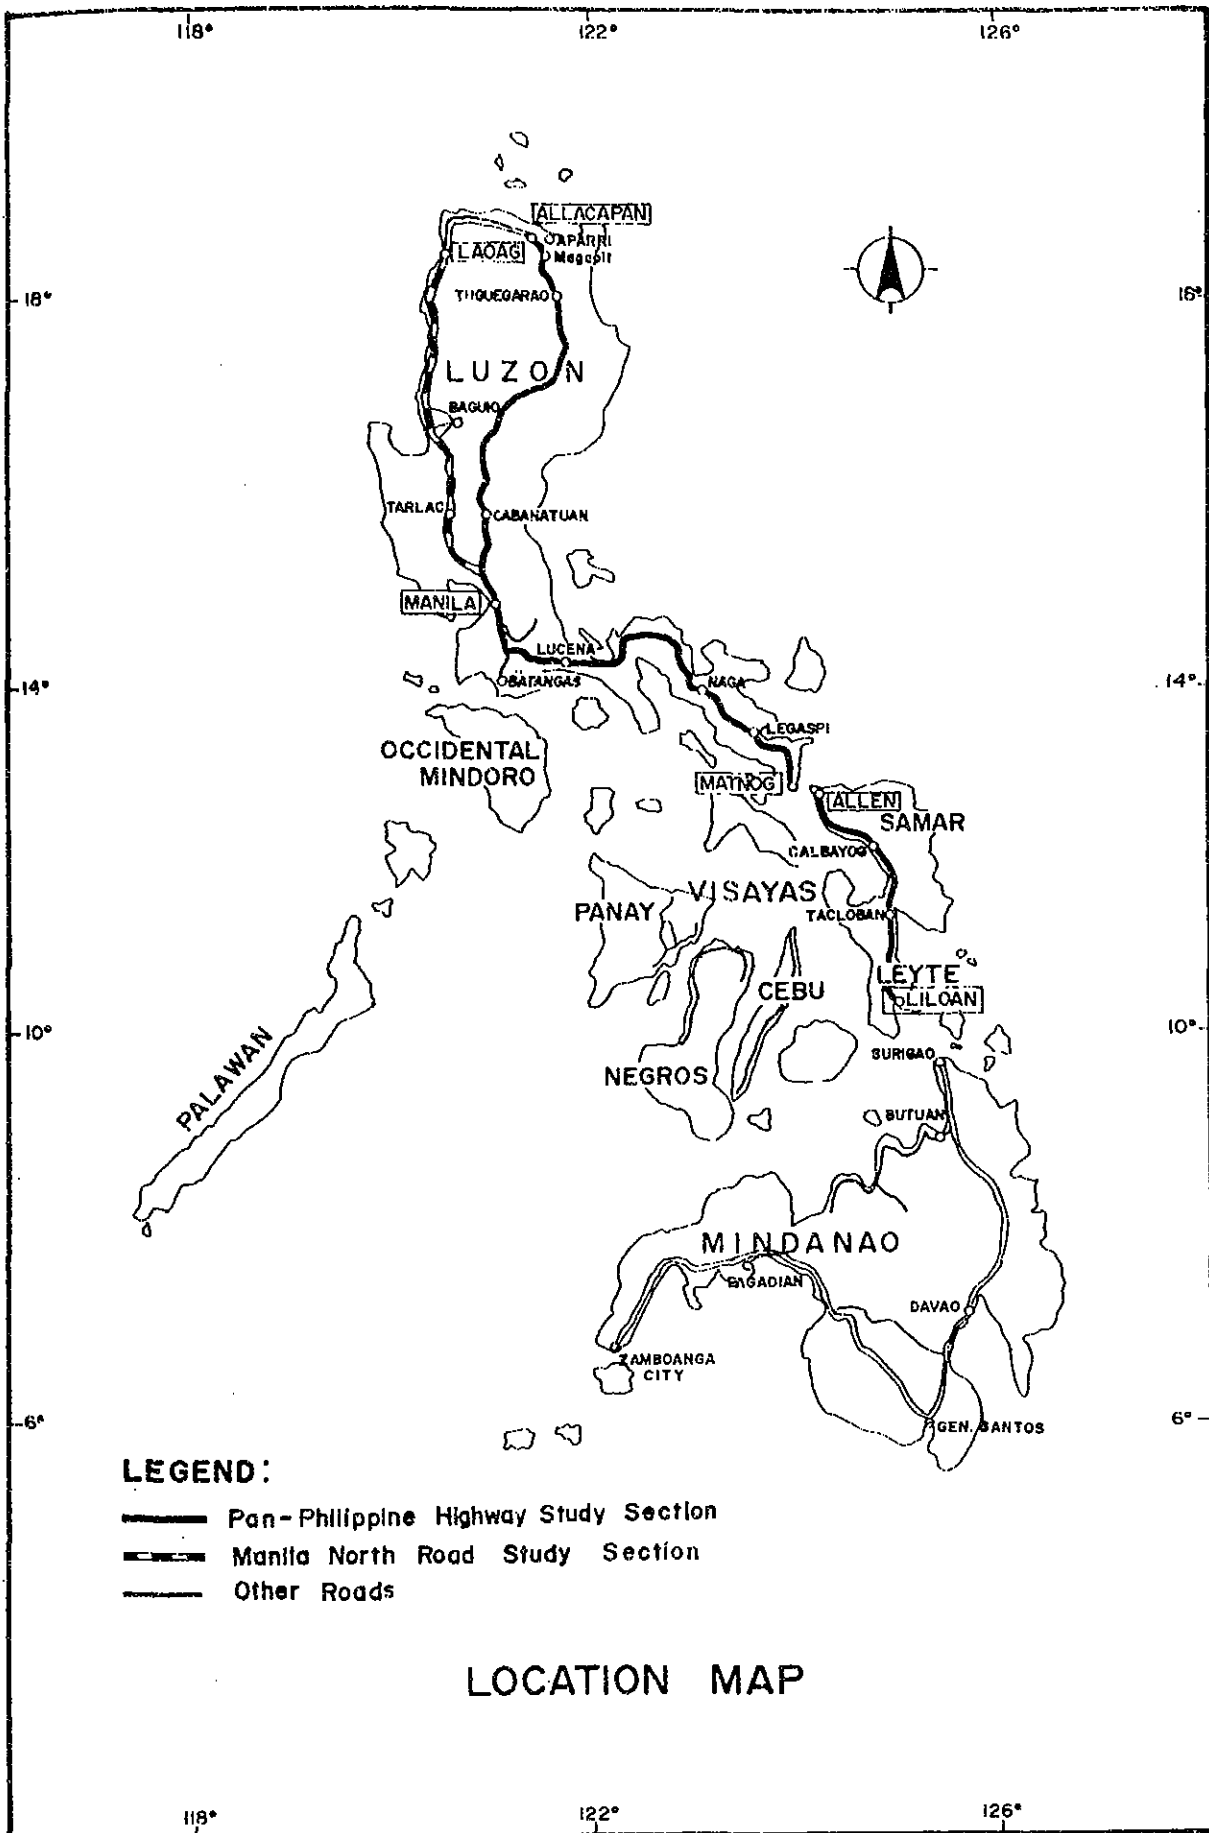 118° 122° 126°
ALLACAPAN
APARRI
LAOAG
Magapit
18° 16°
TUGUEGARAO
LUZON
BAGUIO
TARLAC
CABANATUAN
MANILA
LUCENA
BATANGAS
NAGA
14° 14°
LEGASPI
OCCIDENTAL
MINDORO
MATNOG
ALLEN
SAMAR
CALBAYOG
VISAYAS
PANAY
TACLOBAN
LEYTE
CEBU
LILOAN
10° 10°
SURIGAO
PALAWAN
NEGROS
BUTUAN
MINDANAO
PAGADIAN
DAVAO
ZAMBOANGA
CITY
6° 6°
GEN. SANTOS
LEGEND:
Pan-Philippine Highway Study Section
Manila North Road Study Section
Other Roads
LOCATION MAP
118° 122° 126°